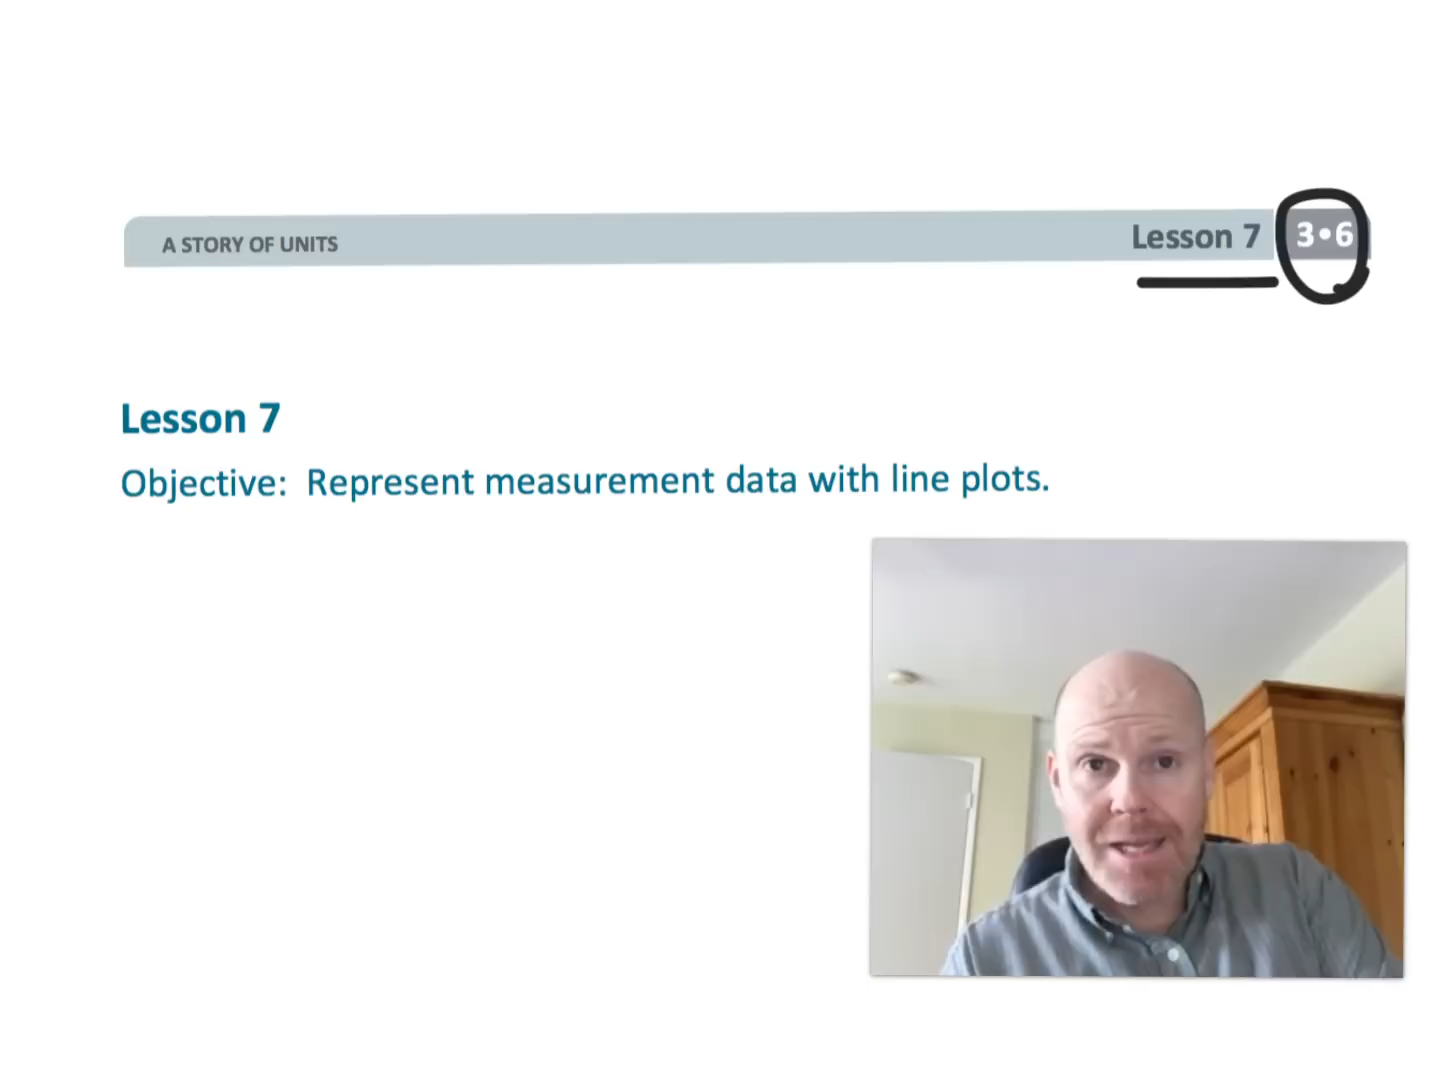 A STORY OF UNITS
Lesson 7
3•6
Lesson 7
Objective: Represent measurement data with line plots.